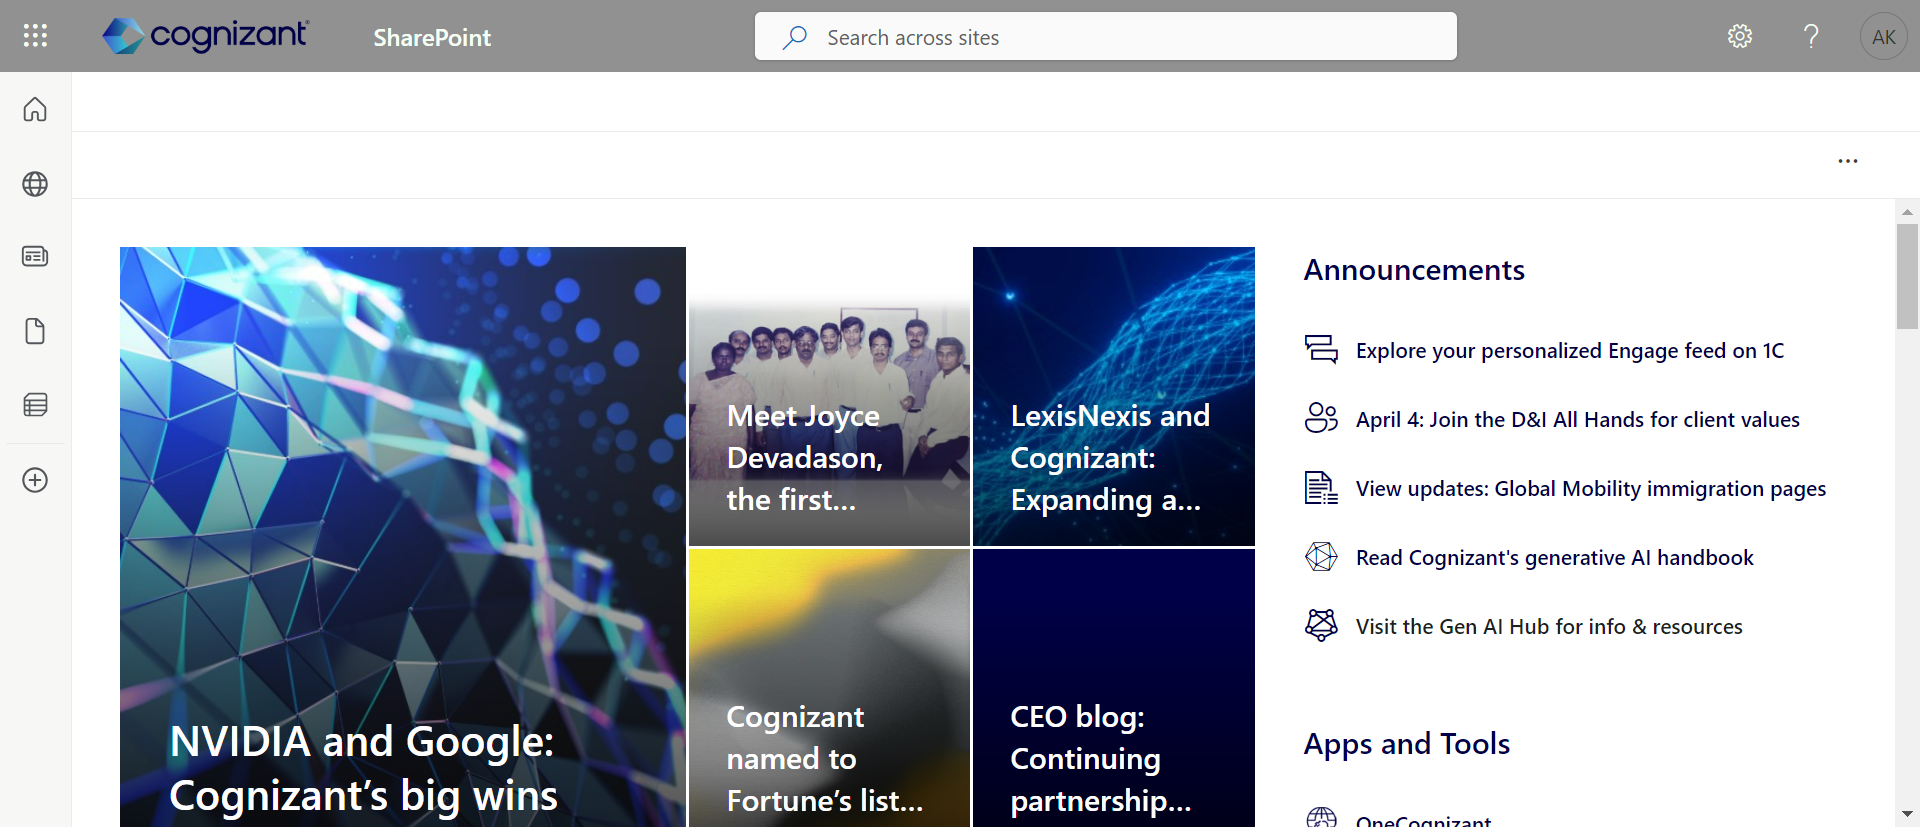 cognizant
SharePoint
Search across sites
AK
NVIDIA and Google:
Cognizant’s big wins
Meet Joyce
Devadason,
the first...
LexisNexis and
Cognizant:
Expanding a...
Cognizant
named to
Fortune’s list...
CEO blog:
Continuing
partnership...
Announcements
Explore your personalized Engage feed on 1C
April 4: Join the D&I All Hands for client values
View updates: Global Mobility immigration pages
Read Cognizant's generative AI handbook
Visit the Gen AI Hub for info & resources
Apps and Tools
OneCognizant